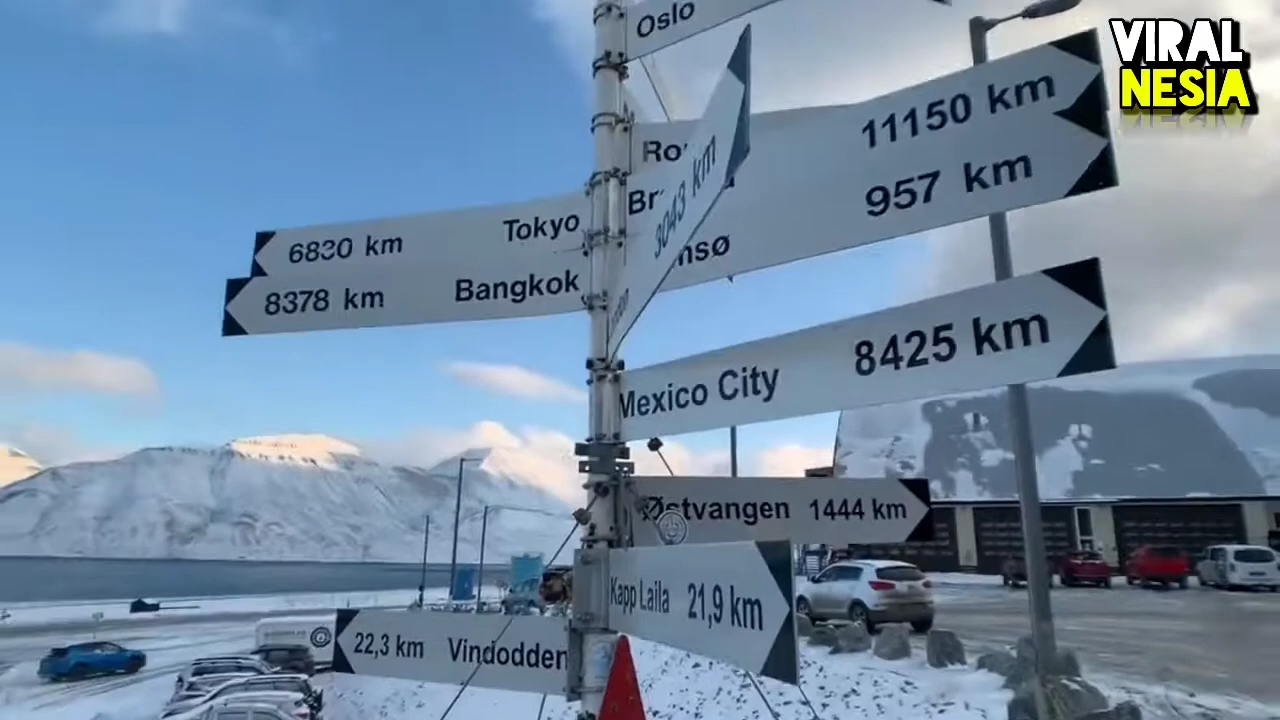 Oslo
VIRAL
NESIA
11150 km
957 km
3043 km
6830 km Tokyo
8378 km Bangkok
Mexico City 8425 km
Østvangen 1444 km
Kapp Laila 21,9 km
22,3 km Vindodden